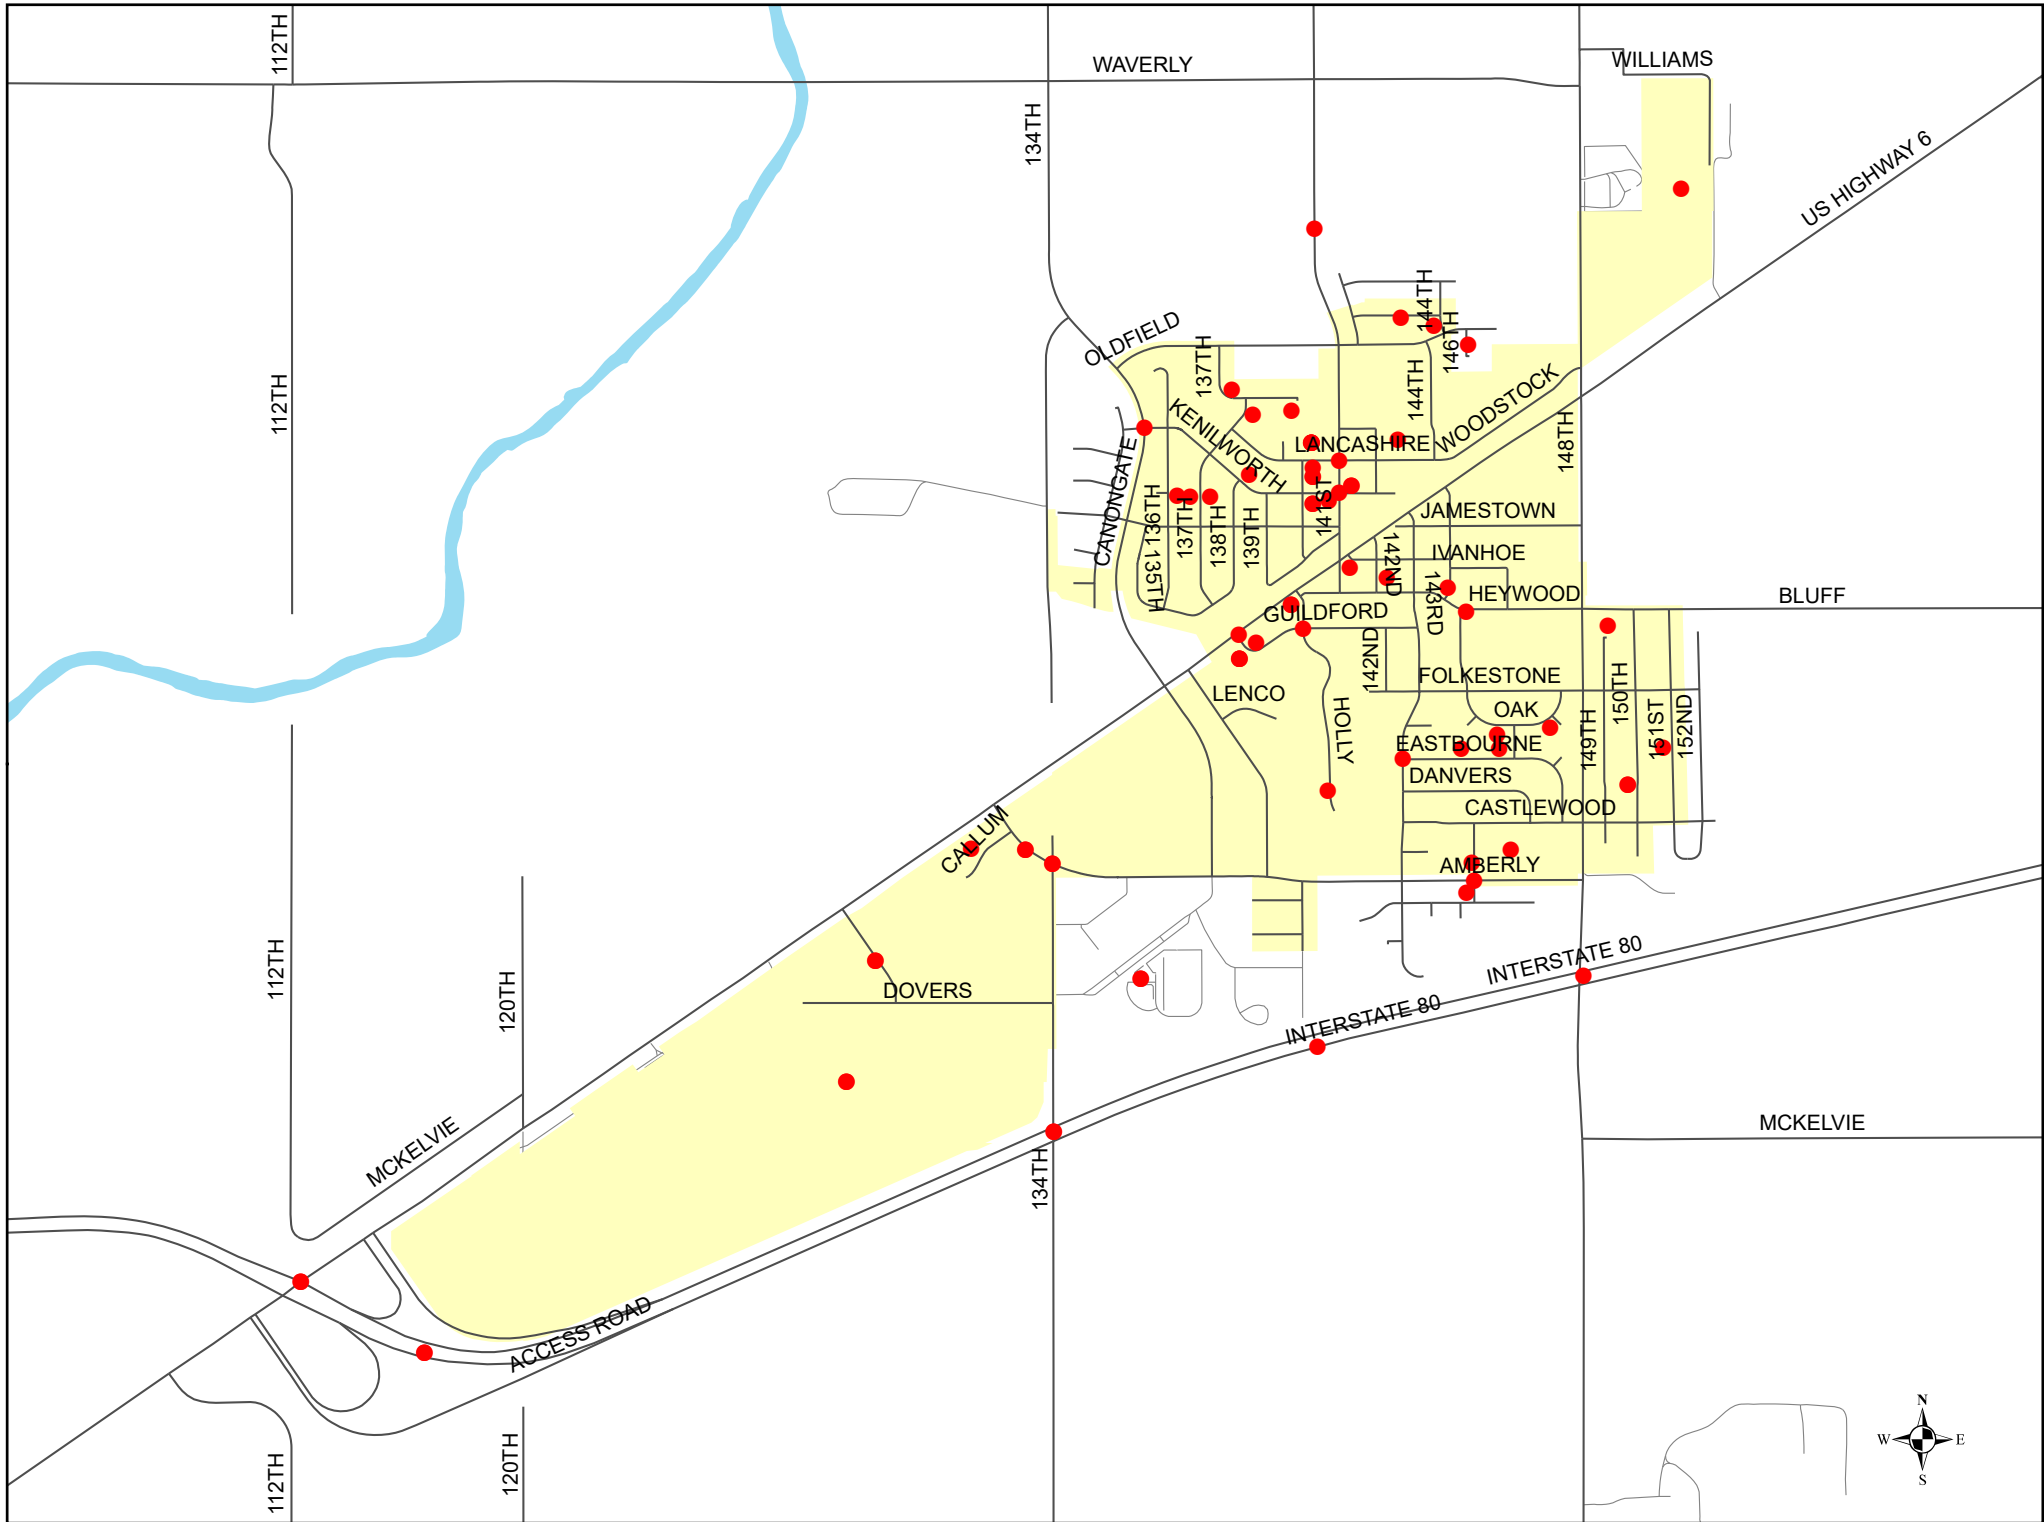 112TH
WAVERLY
WILLIAMS
134TH
US HIGHWAY 6
144TH
OLDFIELD
146TH
137TH
112TH
144TH
WOODSTOCK
KENILWORTH
LANCASHIRE
148TH
CANONGATE
141ST
136TH
137TH
138TH
139TH
JAMESTOWN
IVANHOE
142ND
135TH
143RD
HEYWOOD
BLUFF
GUILDFORD
142ND
FOLKESTONE
LENCO
150TH
OAK
HOLLY
EASTBOURNE
149TH
151ST
152ND
DANVERS
CASTLEWOOD
CALLUM
AMBERLY
112TH
120TH
DOVERS
INTERSTATE 80
INTERSTATE 80
MCKELVIE
MCKELVIE
134TH
ACCESS ROAD
120TH
112TH
N
W
E
S